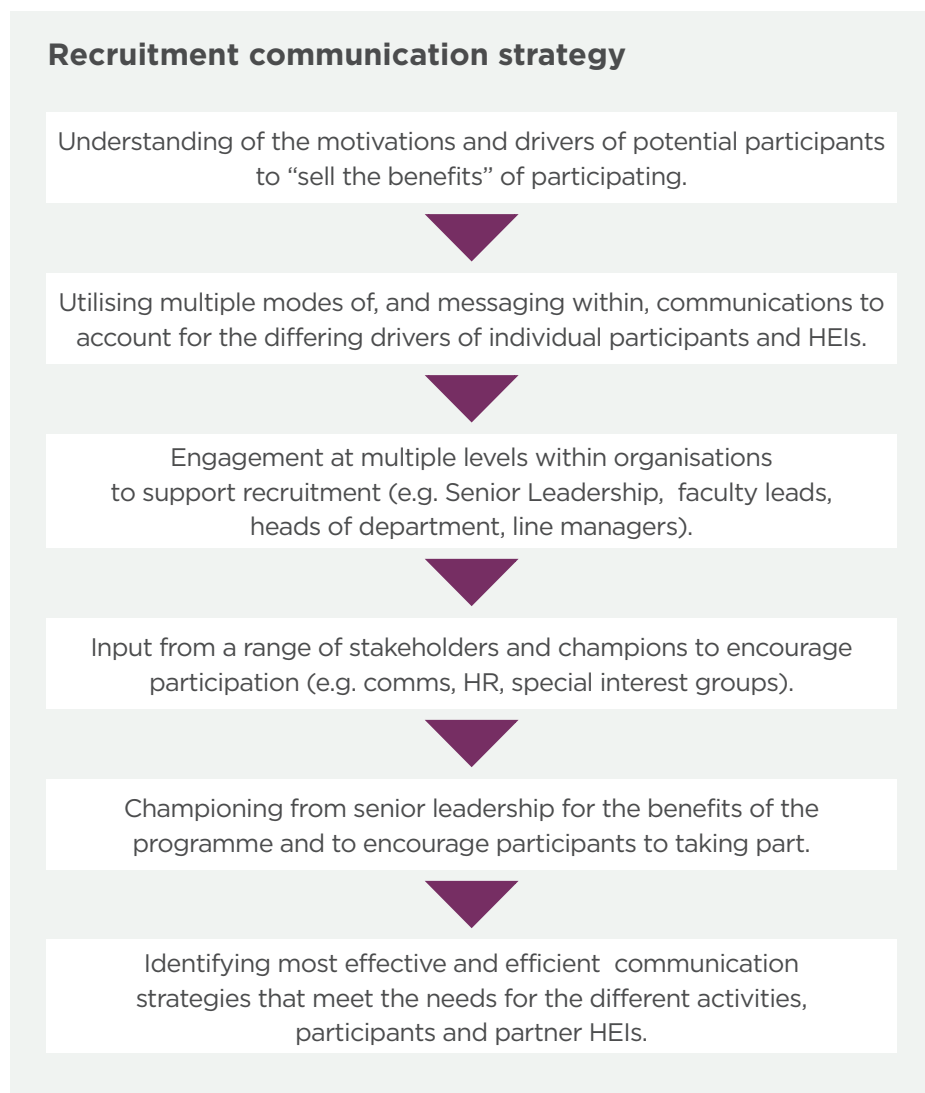 Recruitment communication strategy
Understanding of the motivations and drivers of potential participants
to “sell the benefits” of participating.
Utilising multiple modes of, and messaging within, communications to
account for the differing drivers of individual participants and HEIs.
Engagement at multiple levels within organisations
to support recruitment (e.g. Senior Leadership,  faculty leads,
heads of department, line managers).
Input from a range of stakeholders and champions to encourage
participation (e.g. comms, HR, special interest groups).
Championing from senior leadership for the benefits of the
programme and to encourage participants to taking part.
Identifying most effective and efficient  communication
strategies that meet the needs for the different activities,
participants and partner HEIs.